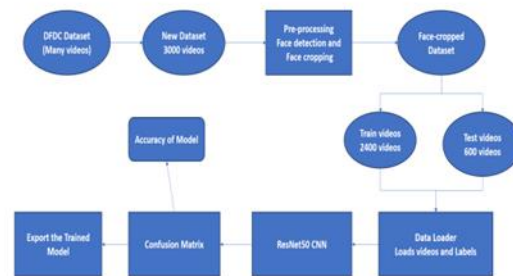 DFDC Dataset
(Many videos)
New Dataset
3000 videos
Pre-processing
Face detection and
Face cropping
Face-cropped
Dataset
Train videos
2400 videos
Test videos
600 videos
Accuracy of Model
Export the Trained
Model
Confusion Matrix
ResNet50 CNN
Data Loader
Loads videos and Labels